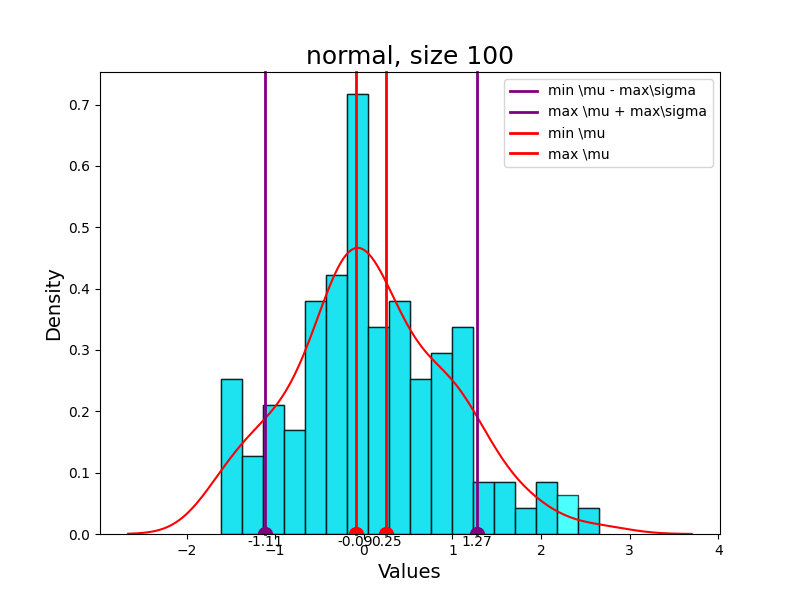 normal, size 100
min \mu - max\sigma
max \mu + max\sigma
min \mu
max \mu
0.7
0.6
0.5
0.4
0.3
0.2
0.1
0.0
Density
-1.11 -0.09 0.25 1.27
−2 −1 0 1 2 3 4
Values